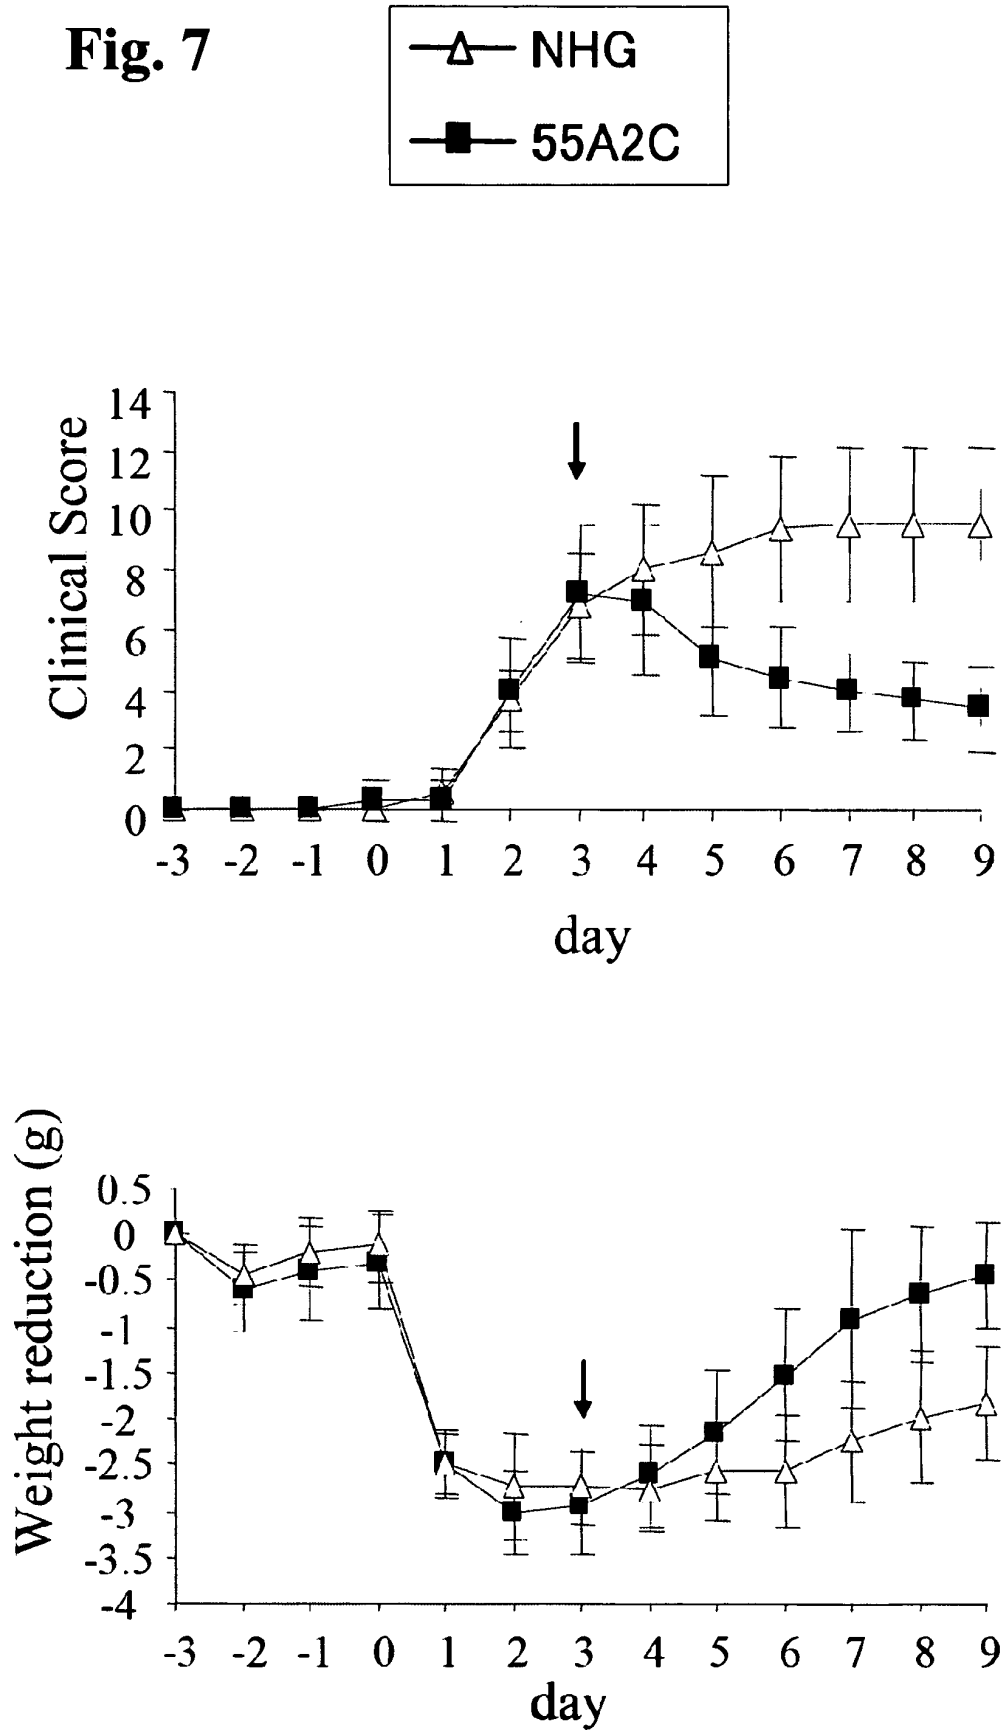 Fig. 7
NHG
55A2C
Clinical Score
14
12
10
8
6
4
2
0
-3 -2 -1 0 1 2 3 4 5 6 7 8 9
day
Weight reduction (g)
0.5
0
-0.5
-1
-1.5
-2
-2.5
-3
-3.5
-4
-3 -2 -1 0 1 2 3 4 5 6 7 8 9
day